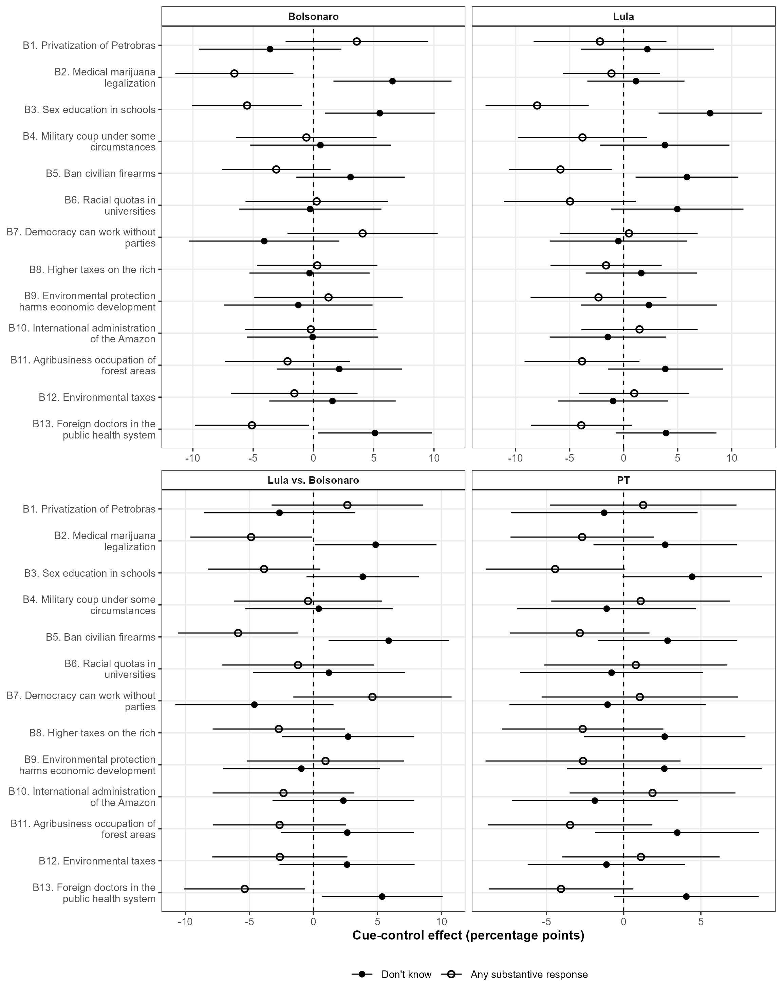 Bolsonaro
Lula
B1. Privatization of Petrobras
B2. Medical marijuana
legalization
B3. Sex education in schools
B4. Military coup under some
circumstances
B5. Ban civilian firearms
B6. Racial quotas in
universities
B7. Democracy can work without
parties
B8. Higher taxes on the rich
B9. Environmental protection
harms economic development
B10. International administration
of the Amazon
B11. Agribusiness occupation of
forest areas
B12. Environmental taxes
B13. Foreign doctors in the
public health system
-10 -5 0 5 10
-10 -5 0 5 10
Lula vs. Bolsonaro
PT
B1. Privatization of Petrobras
B2. Medical marijuana
legalization
B3. Sex education in schools
B4. Military coup under some
circumstances
B5. Ban civilian firearms
B6. Racial quotas in
universities
B7. Democracy can work without
parties
B8. Higher taxes on the rich
B9. Environmental protection
harms economic development
B10. International administration
of the Amazon
B11. Agribusiness occupation of
forest areas
B12. Environmental taxes
B13. Foreign doctors in the
public health system
-10 -5 0 5 10
-5 0 5
Cue-control effect (percentage points)
Don't know Any substantive response